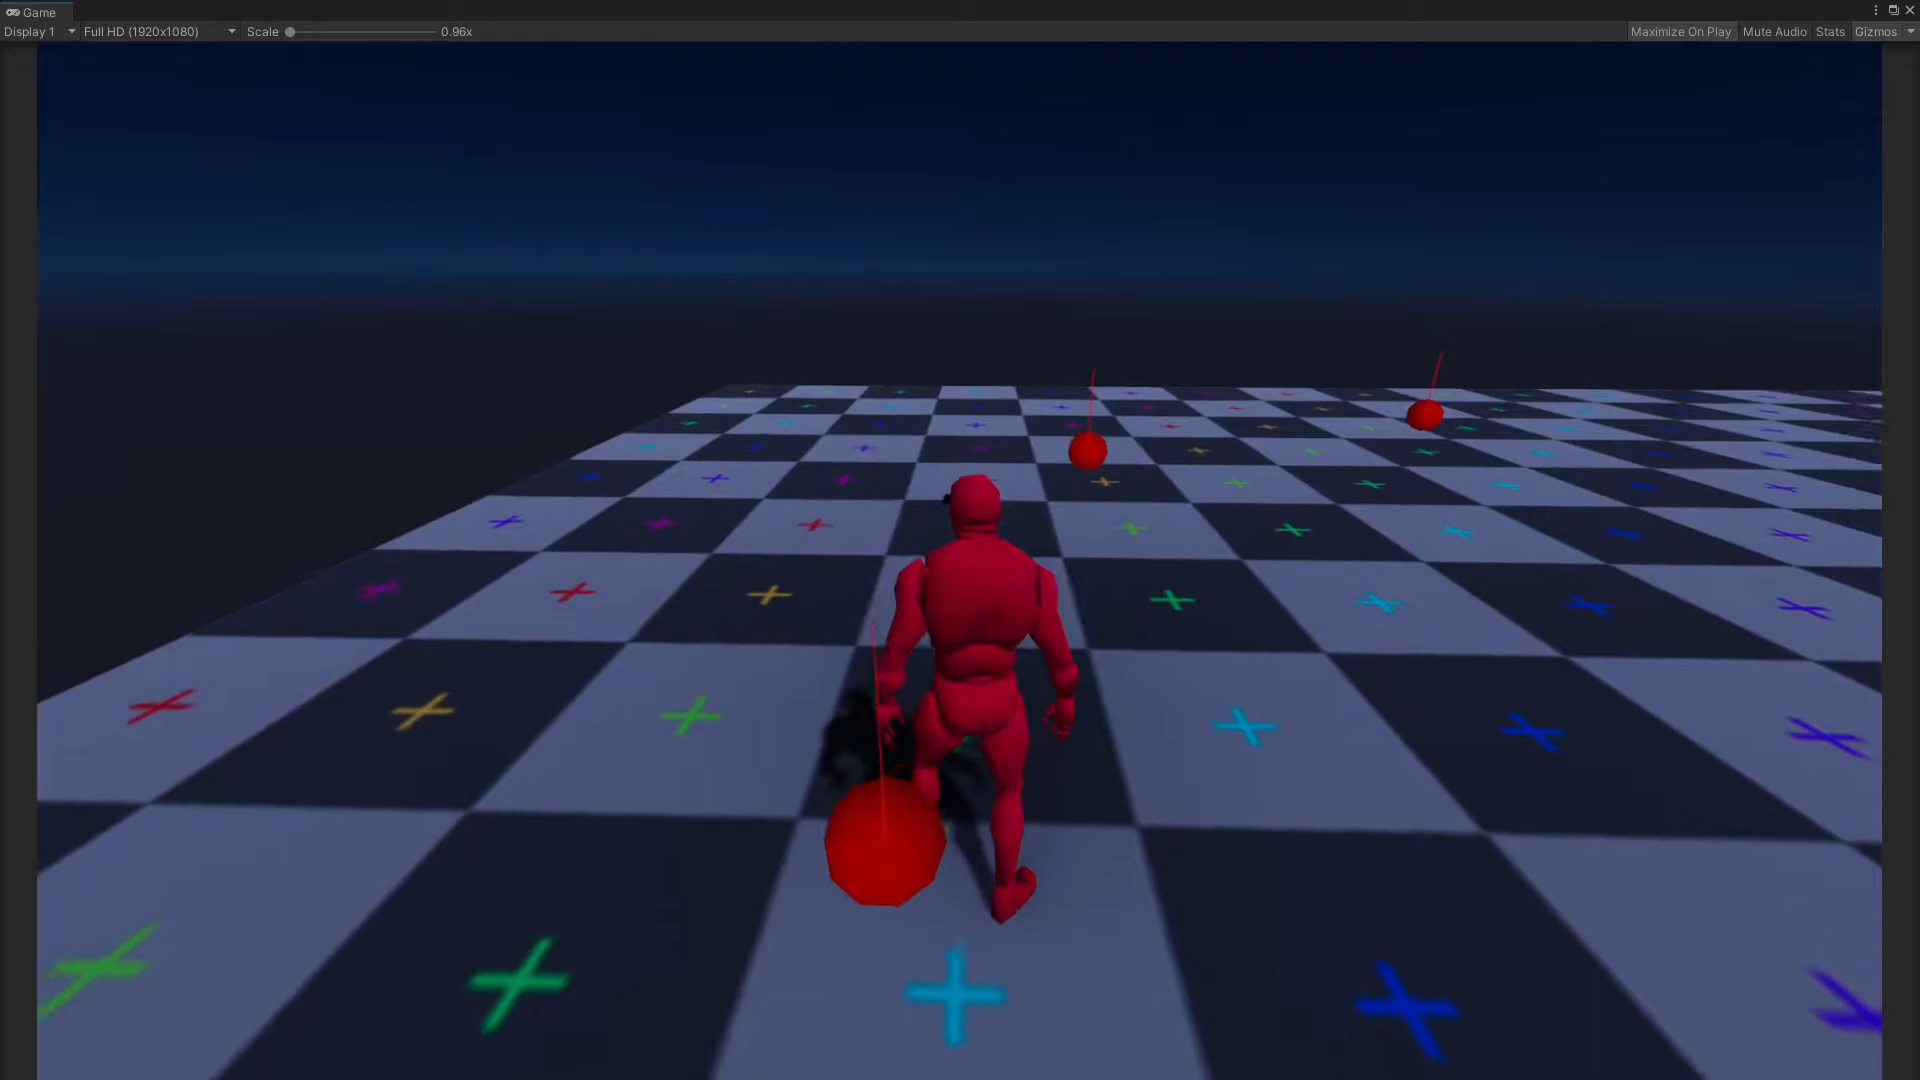 Game
Display 1 Full HD (1920x1080) Scale 0.96x Maximize On Play Mute Audio Stats Gizmos